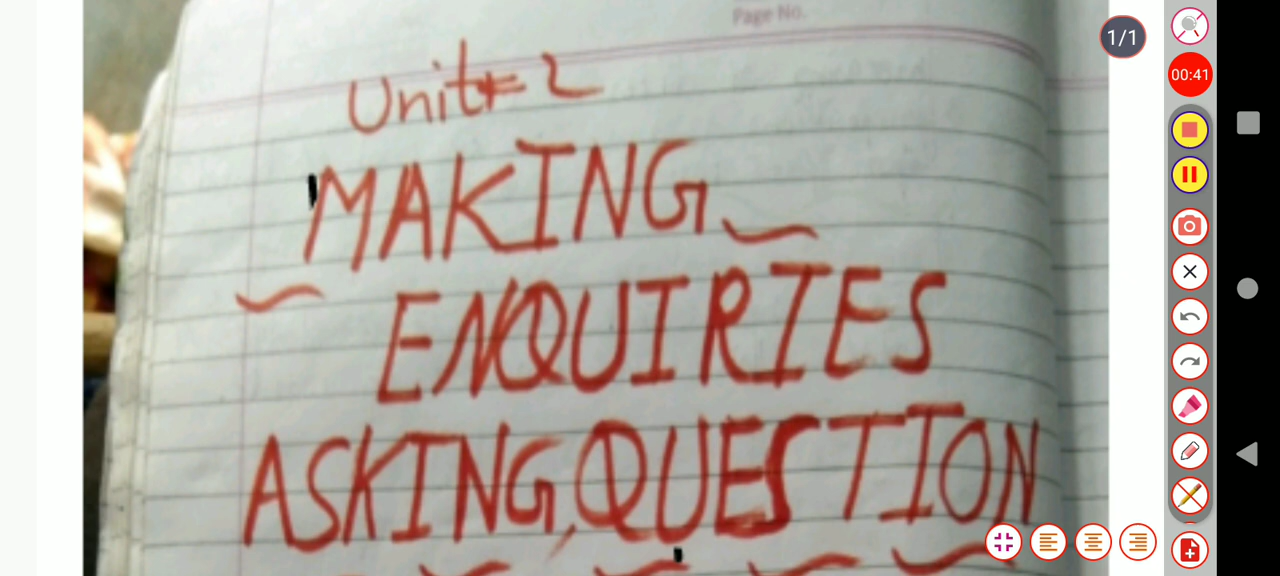 Page No.
1/1
00:41
Unit-2
MAKING
ENQUIRIES
ASKING, QUESTION